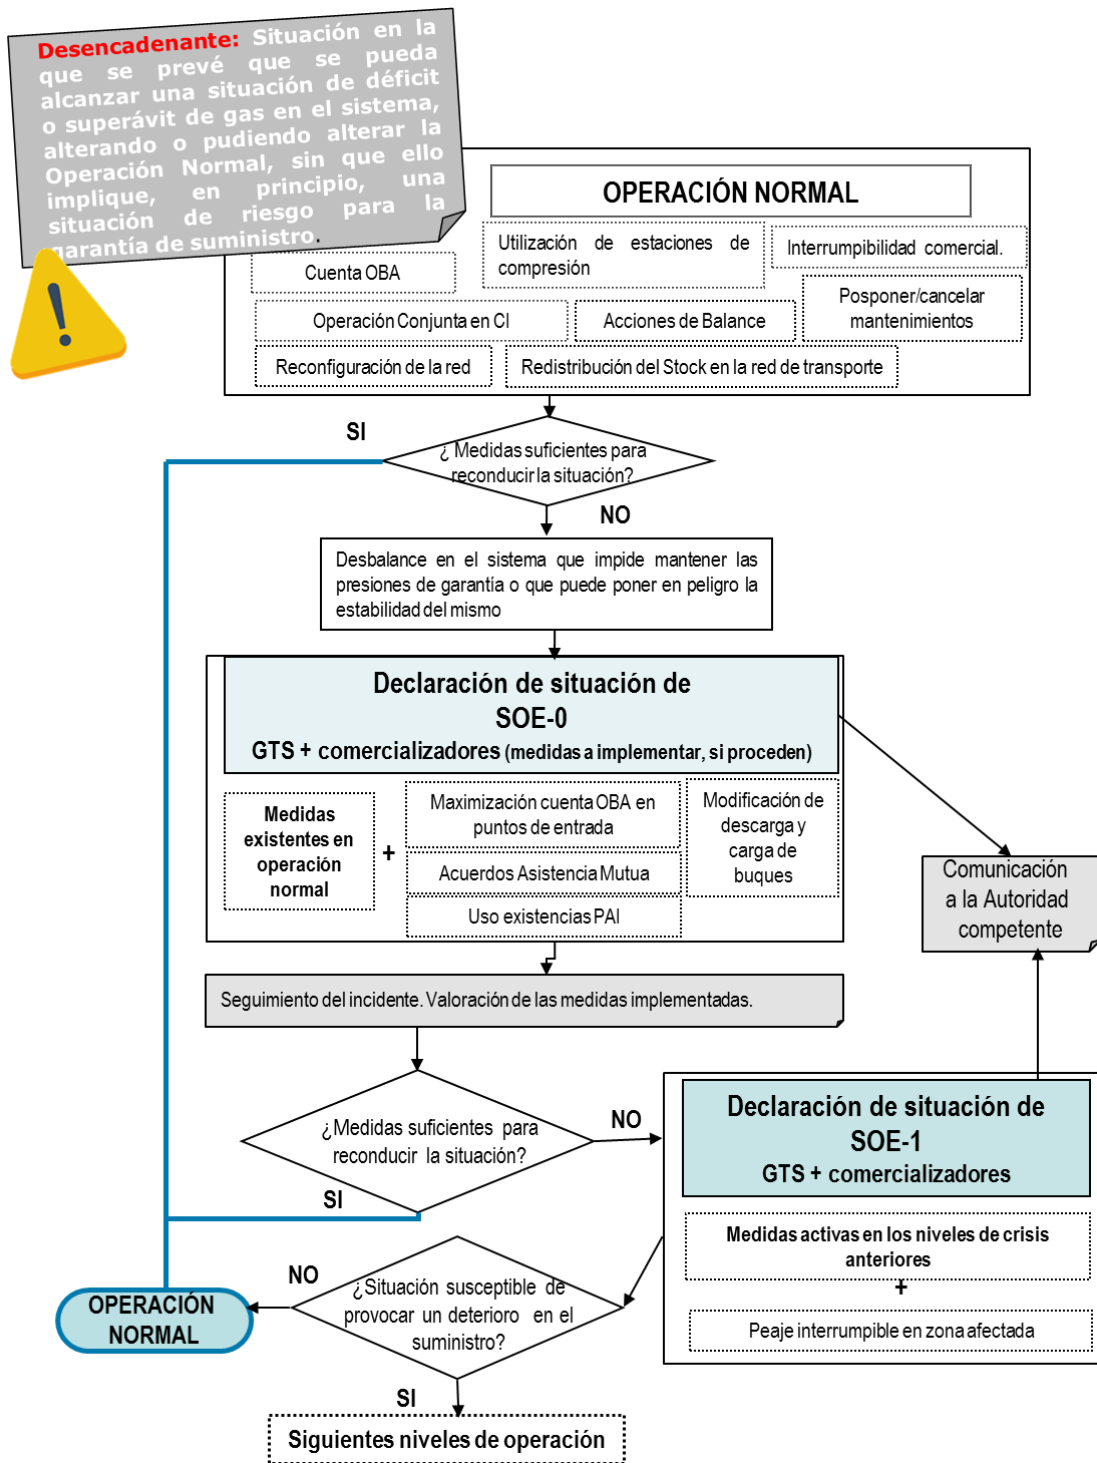 Desencadenante: Situación en la
que se prevé que se pueda
alcanzar una situación de déficit
o superávit de gas en el sistema,
alterando o pudiendo alterar la
Operación Normal, sin que ello
implique, en principio, una
situación de riesgo para la
garantía de suministro.
OPERACIÓN NORMAL
Cuenta OBA
Utilización de estaciones de
compresión
Interrumpibilidad comercial.
Operación Conjunta en CI
Acciones de Balance
Posponer/cancelar
mantenimientos
Reconfiguración de la red
Redistribución del Stock en la red de transporte
SI
¿ Medidas suficientes para
reconducir la situación?
NO
Desbalance en el sistema que impide mantener las
presiones de garantía o que puede poner en peligro la
estabilidad del mismo
Declaración de situación de
SOE-0
GTS + comercializadores (medidas a implementar, si proceden)
Medidas
existentes en
operación
normal
+
Maximización cuenta OBA en
puntos de entrada
Acuerdos Asistencia Mutua
Uso existencias PAI
Modificación de
descarga y
carga de
buques
Comunicación
a la Autoridad
competente
Seguimiento del incidente. Valoración de las medidas implementadas.
¿Medidas suficientes para
reconducir la situación?
NO
SI
Declaración de situación de
SOE-1
GTS + comercializadores
Medidas activas en los niveles de crisis
anteriores
+
Peaje interrumpible en zona afectada
¿Situación susceptible de
provocar un deterioro en el
suministro?
NO
OPERACIÓN
NORMAL
SI
Siguientes niveles de operación